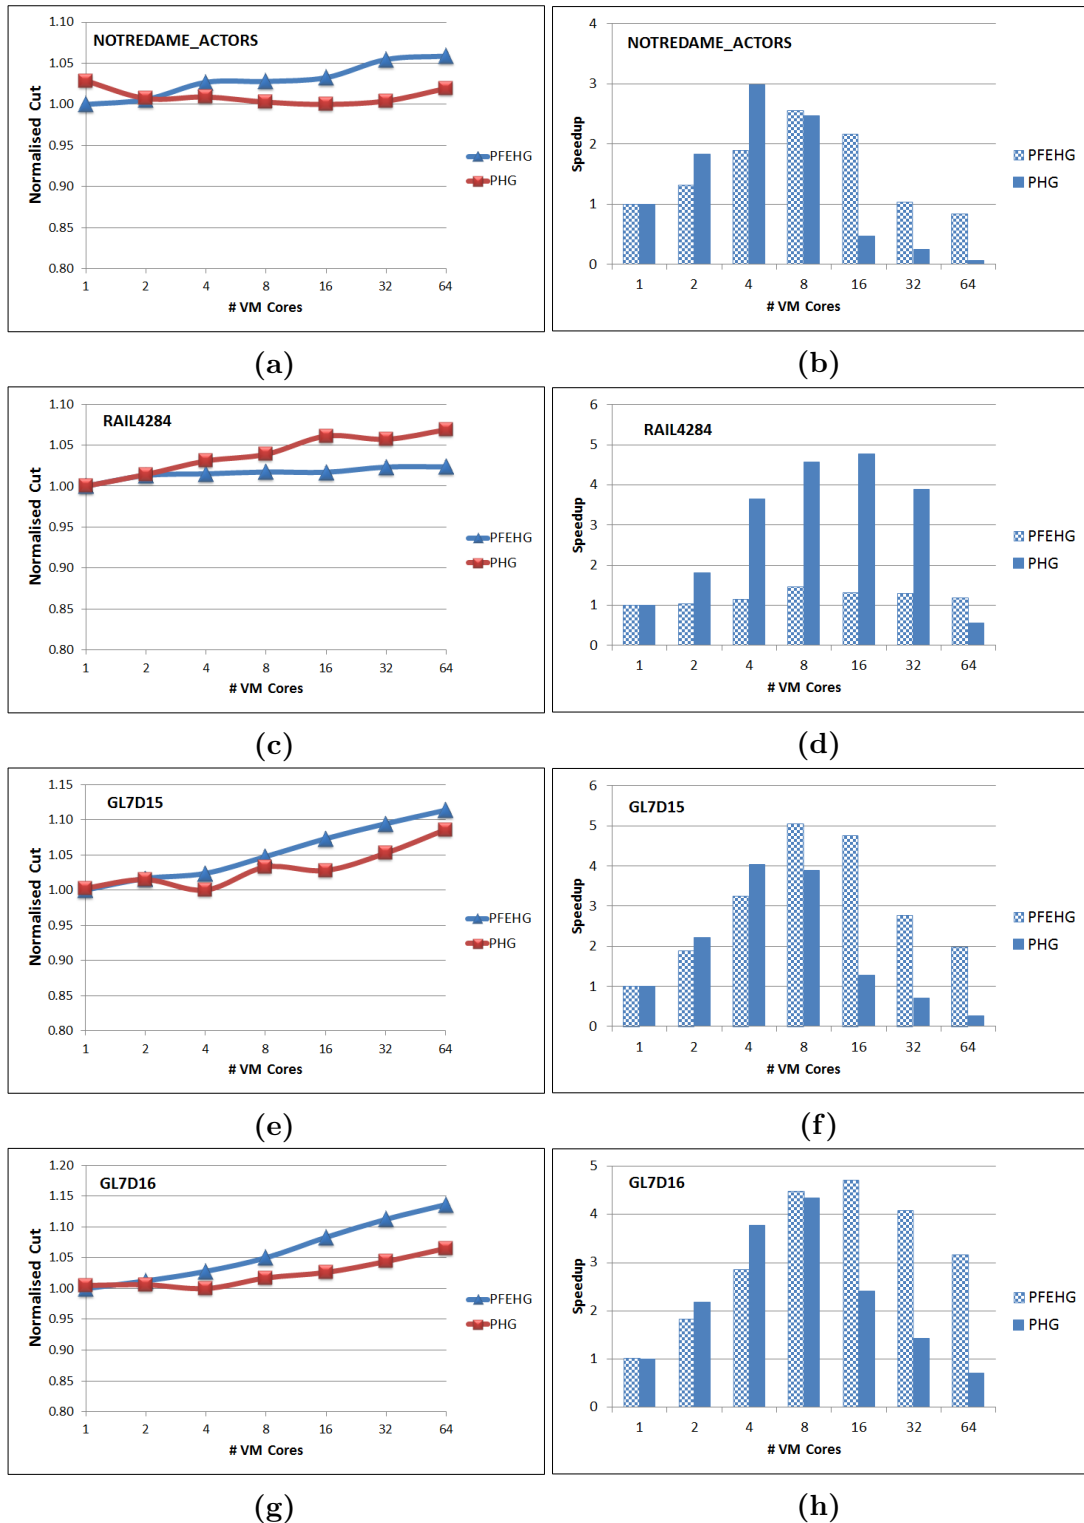 NOTREDAME_ACTORS
Normalised Cut
1.10
1.05
1.00
0.95
0.90
0.85
0.80
1 2 4 8 16 32 64
# VM Cores
PFEHG
PHG
(a)
NOTREDAME_ACTORS
Speedup
4
3
2
1
0
1 2 4 8 16 32 64
# VM Cores
PFEHG
PHG
(b)
RAIL4284
Normalised Cut
1.10
1.05
1.00
0.95
0.90
0.85
0.80
1 2 4 8 16 32 64
# VM Cores
PFEHG
PHG
(c)
RAIL4284
Speedup
6
5
4
3
2
1
0
1 2 4 8 16 32 64
# VM Cores
PFEHG
PHG
(d)
GL7D15
Normalised Cut
1.15
1.10
1.05
1.00
0.95
0.90
0.85
0.80
1 2 4 8 16 32 64
# VM Cores
PFEHG
PHG
(e)
GL7D15
Speedup
6
5
4
3
2
1
0
1 2 4 8 16 32 64
# VM Cores
PFEHG
PHG
(f)
GL7D16
Normalised Cut
1.20
1.15
1.10
1.05
1.00
0.95
0.90
0.85
0.80
1 2 4 8 16 32 64
# VM Cores
PFEHG
PHG
(g)
GL7D16
Speedup
5
4
3
2
1
0
1 2 4 8 16 32 64
# VM Cores
PFEHG
PHG
(h)